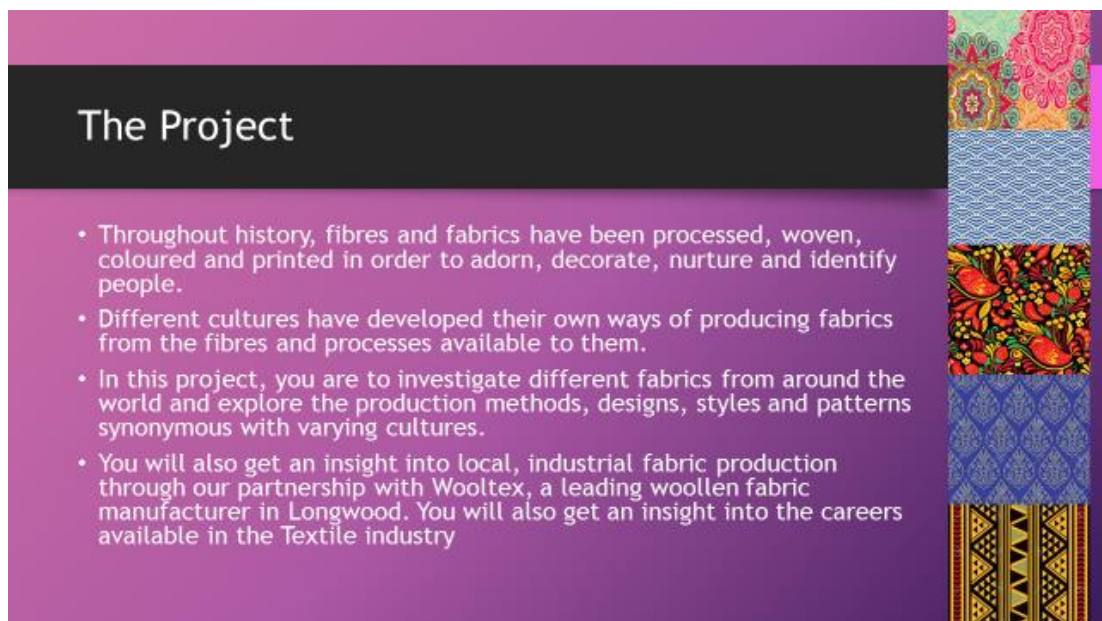 The Project
• Throughout history, fibres and fabrics have been processed, woven,
coloured and printed in order to adorn, decorate, nurture and identify
people.
• Different cultures have developed their own ways of producing fabrics
from the fibres and processes available to them.
• In this project, you are to investigate different fabrics from around the
world and explore the production methods, designs, styles and patterns
synonymous with varying cultures.
• You will also get an insight into local, industrial fabric production
through our partnership with Wooltex, a leading woollen fabric
manufacturer in Longwood. You will also get an insight into the careers
available in the Textile industry